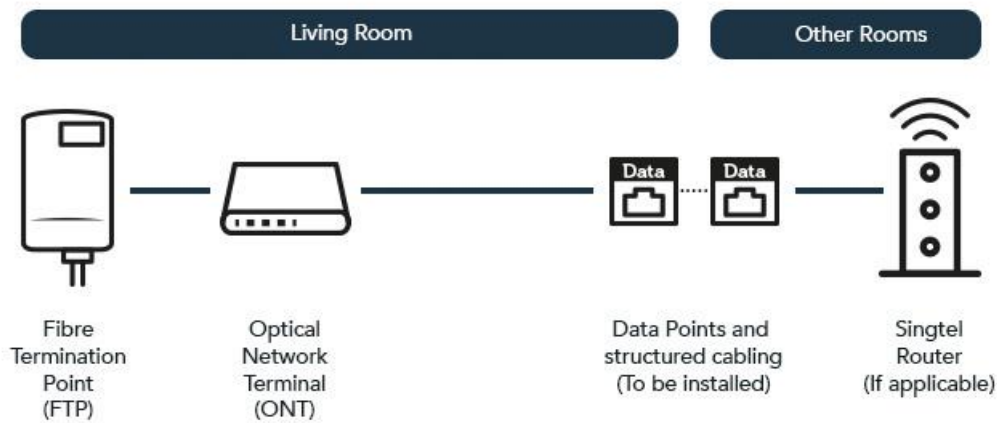 Living Room
Other Rooms
Data
Data
Fibre
Termination
Point
(FTP)
Optical
Network
Terminal
(ONT)
Data Points and
structured cabling
(To be installed)
Singtel
Router
(If applicable)